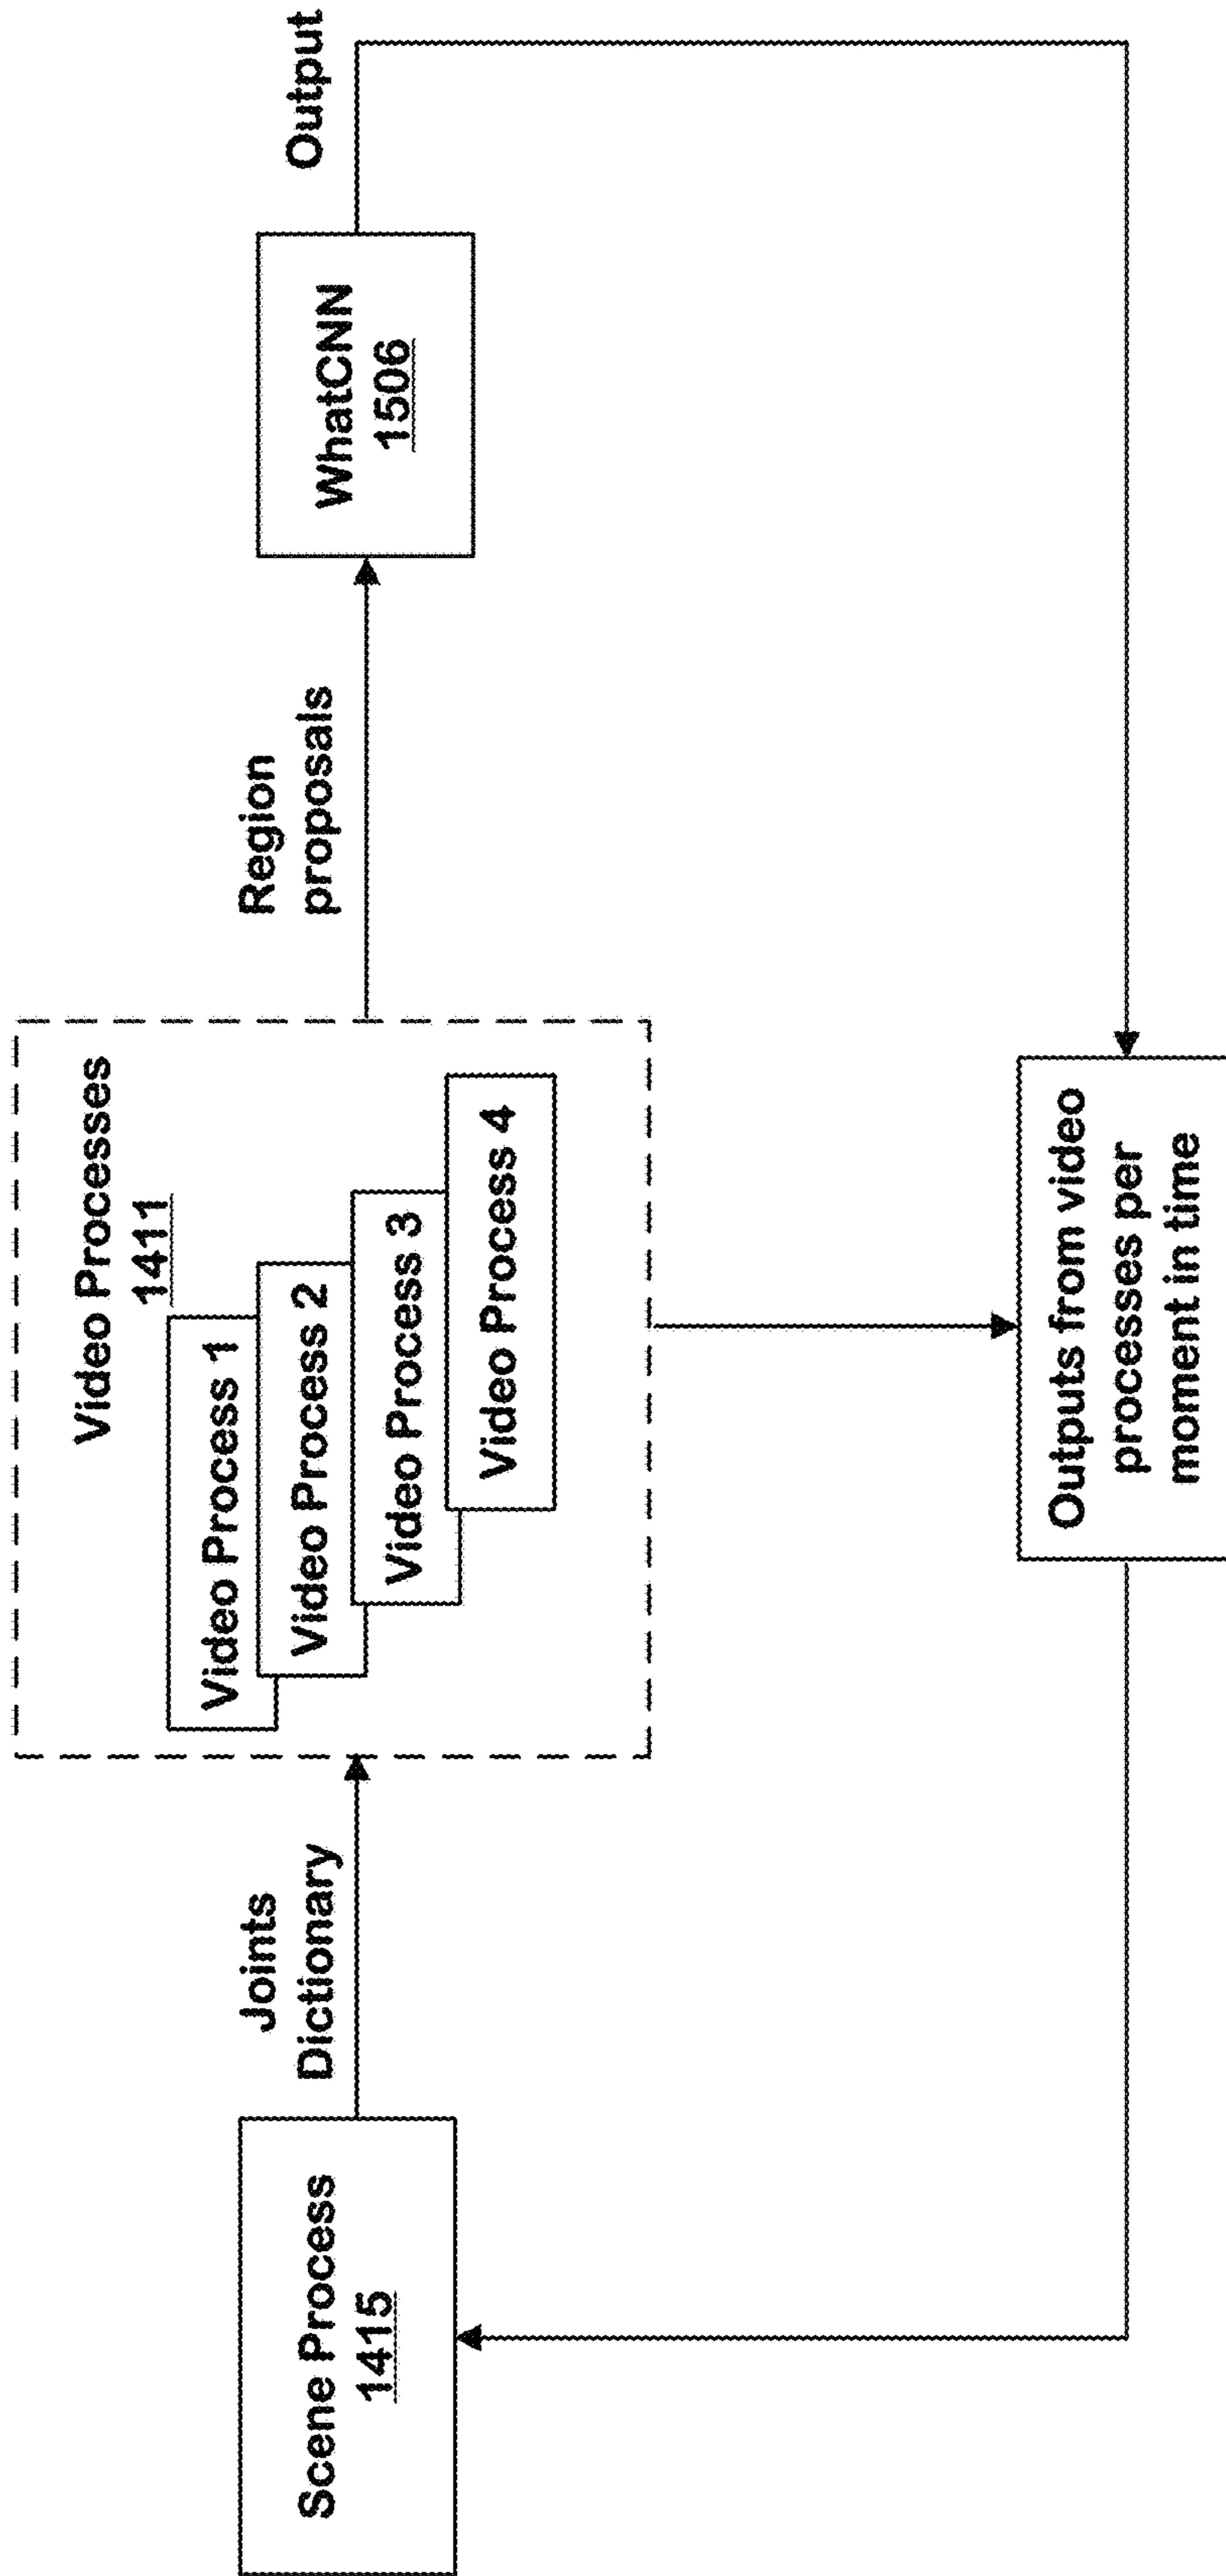 Scene Process
1415
Joints
Dictionary
Video Processes
1411
Video Process 1
Video Process 2
Video Process 3
Video Process 4
Region
proposals
WhatCNN
1506
Output
Outputs from video
processes per
moment in time